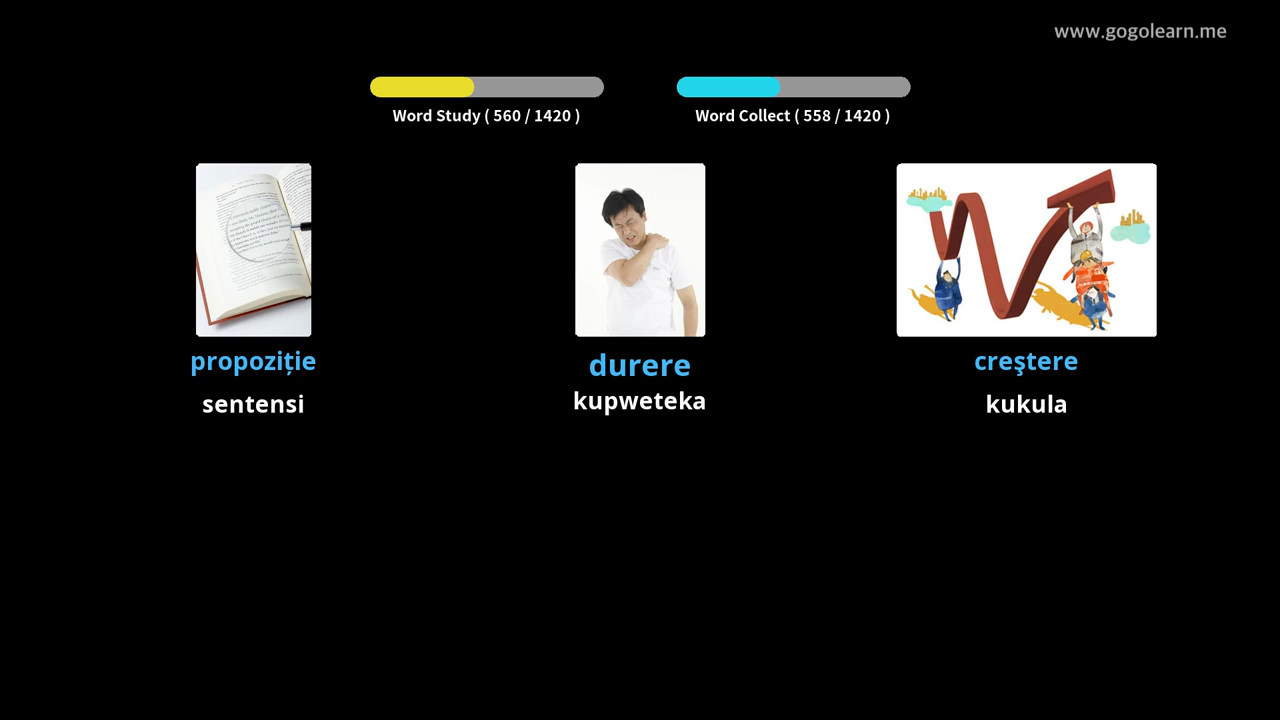 www.gogolearn.me
Word Study ( 560 / 1420 )
Word Collect ( 558 / 1420 )
propoziție
durere
creştere
sentensi
kupweteka
kukula